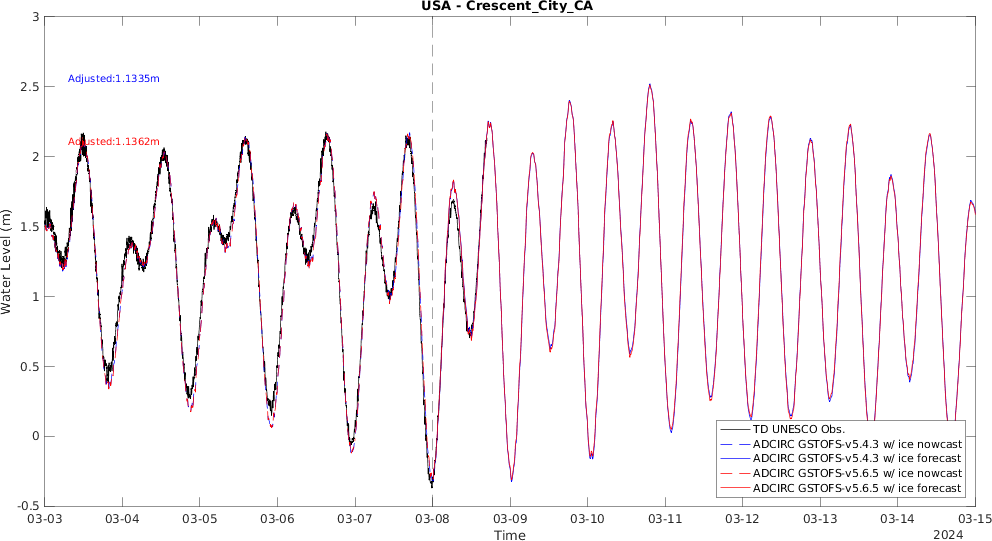 USA - Crescent_City_CA
3
2.5
2
1.5
1
0.5
0
-0.5
Water Level (m)
Adjusted:1.1335m
Adjusted:1.1362m
TD UNESCO Obs.
ADCIRC GSTOFS-v5.4.3 w/ ice nowcast
ADCIRC GSTOFS-v5.4.3 w/ ice forecast
ADCIRC GSTOFS-v5.6.5 w/ ice nowcast
ADCIRC GSTOFS-v5.6.5 w/ ice forecast
03-03 03-04 03-05 03-06 03-07 03-08 03-09 03-10 03-11 03-12 03-13 03-14 03-15
Time
2024